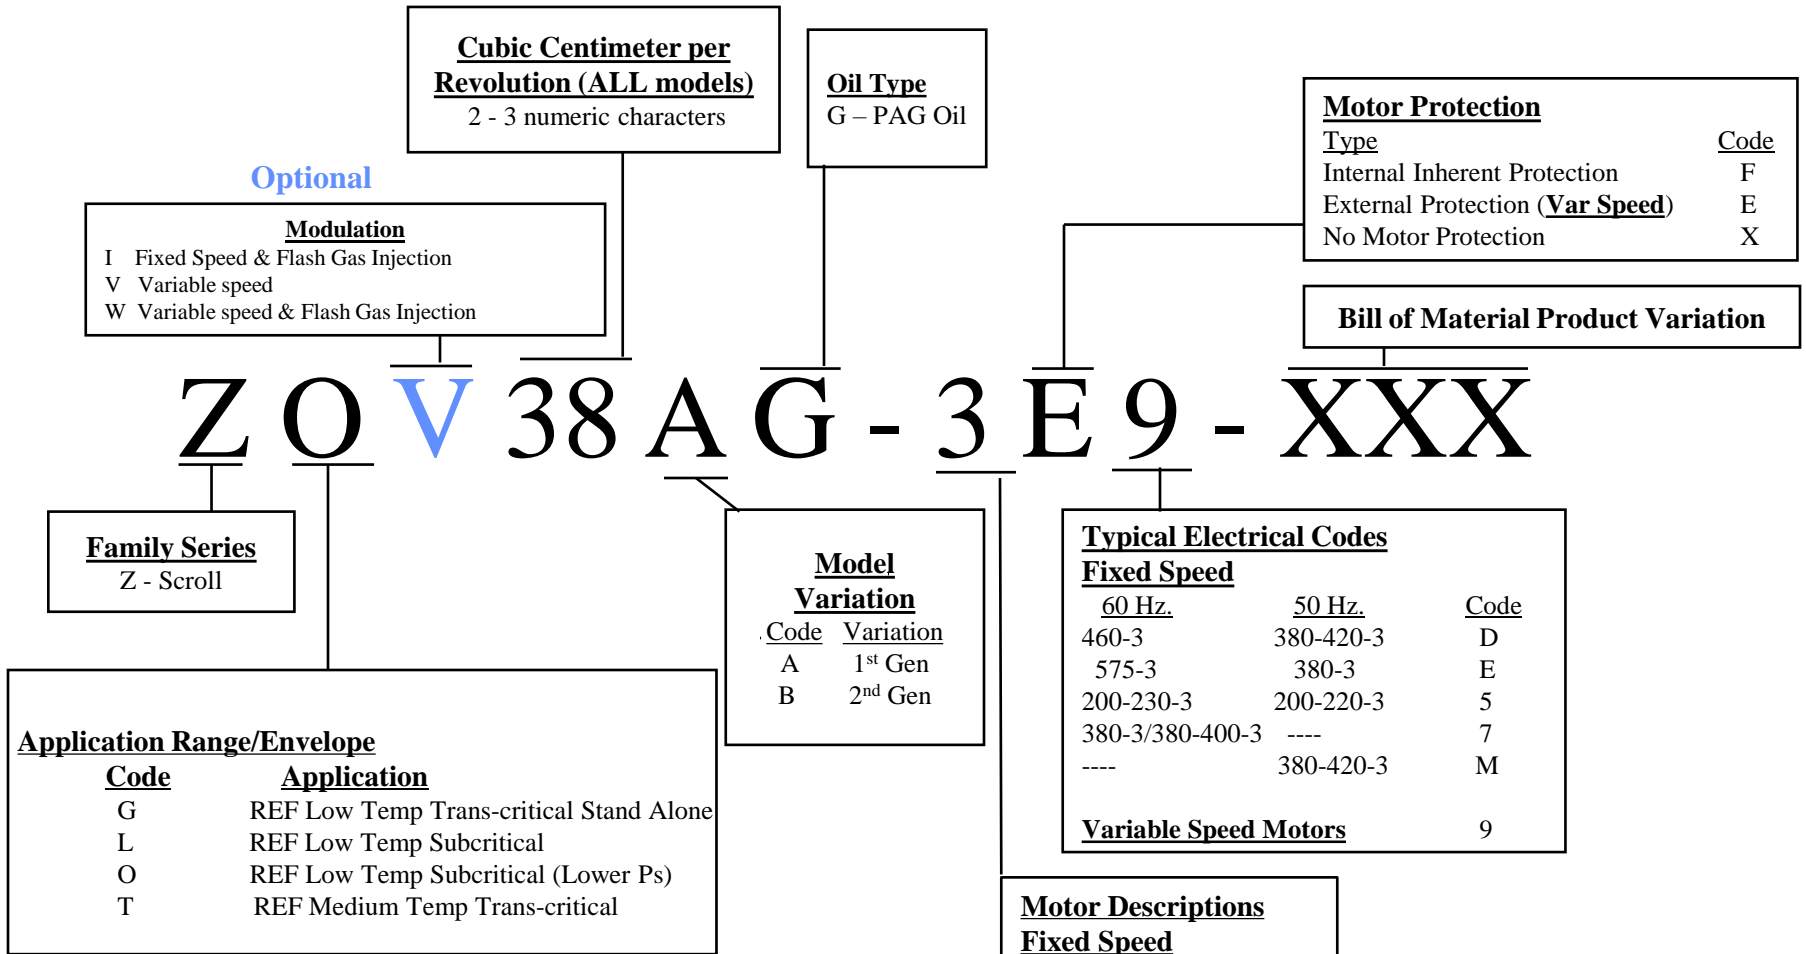 Cubic Centimeter per
Revolution (ALL models)
2 - 3 numeric characters
Oil Type
G – PAG Oil
Motor Protection
Type Code
Internal Inherent Protection F
External Protection (Var Speed) E
No Motor Protection X
Optional
Modulation
I Fixed Speed & Flash Gas Injection
V Variable speed
W Variable speed & Flash Gas Injection
Bill of Material Product Variation
Z O V 38 A G - 3 E 9 - XXX
Family Series
Z - Scroll
Model
Variation
Code Variation
A 1st Gen
B 2nd Gen
Typical Electrical Codes
Fixed Speed
60 Hz. 50 Hz. Code
460-3 380-420-3 D
575-3 380-3 E
200-230-3 200-220-3 5
380-3/380-400-3 ---- 7
---- 380-420-3 M
Variable Speed Motors 9
Application Range/Envelope
Code Application
G REF Low Temp Trans-critical Stand Alone
L REF Low Temp Subcritical
O REF Low Temp Subcritical (Lower Ps)
T REF Medium Temp Trans-critical
Motor Descriptions
Fixed Speed